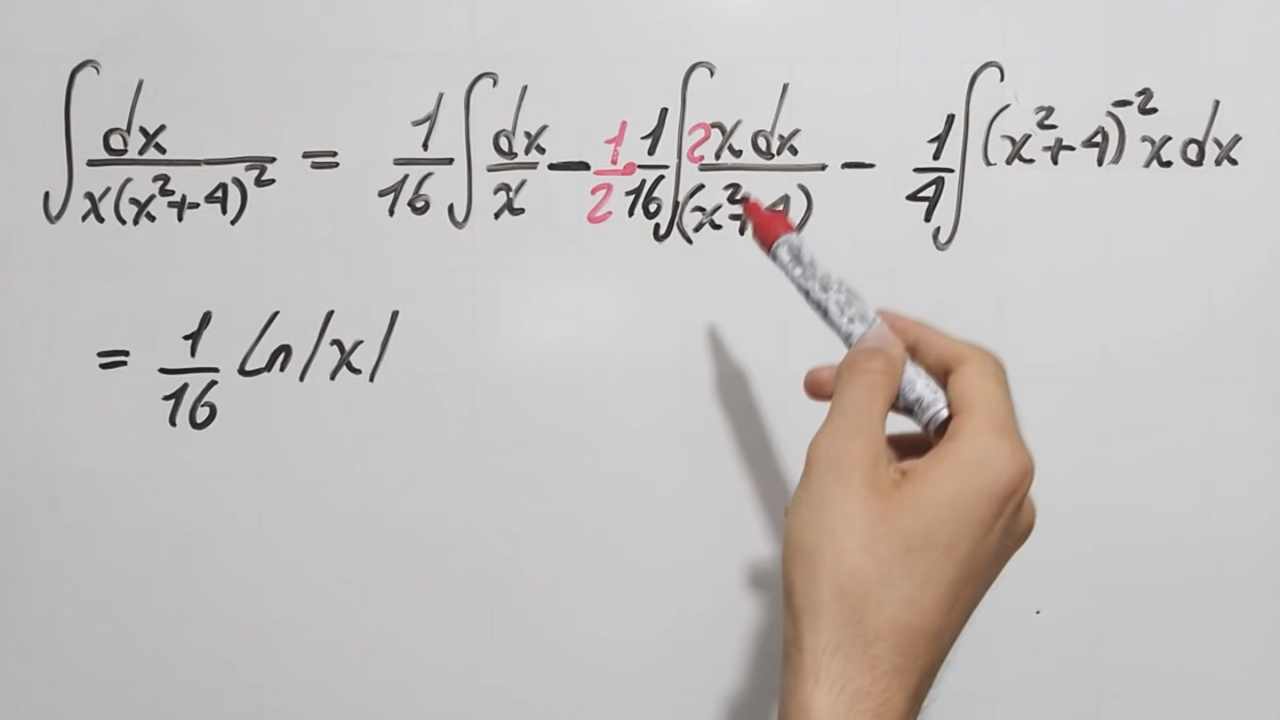 ∫ dx / x(x²+4)² = 1/16 ∫ dx/x − 1/2 · 1/16 ∫ 2x dx / (x²+4) − 1/4 ∫ (x²+4)⁻² x dx
= 1/16 ln|x|